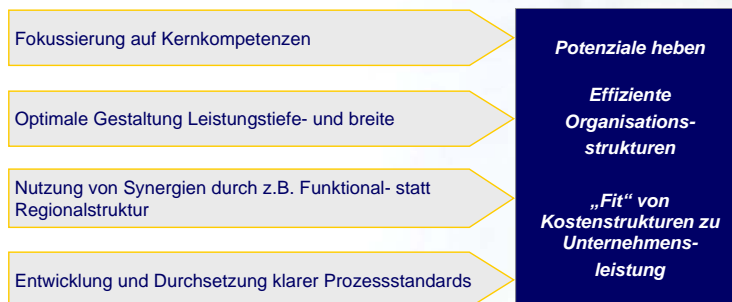 Fokussierung auf Kernkompetenzen
Optimale Gestaltung Leistungstiefe- und breite
Nutzung von Synergien durch z.B. Funktional- statt
Regionalstruktur
Entwicklung und Durchsetzung klarer Prozessstandards
Potenziale heben
Effiziente
Organisations-
strukturen
„Fit“ von
Kostenstrukturen zu
Unternehmens-
leistung